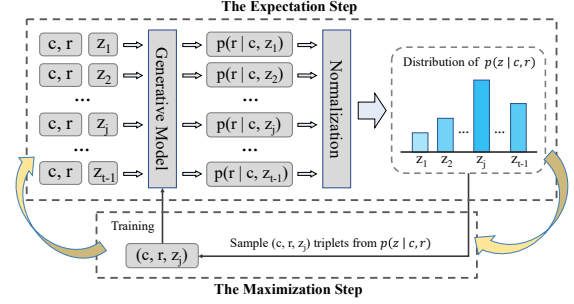 The Expectation Step
c, r z₁ p(r | c, z₁)
c, r z₂ p(r | c, z₂)
... ...
c, r zⱼ p(r | c, zⱼ)
... ...
c, r zₜ₋₁ p(r | c, zₜ₋₁)
Generative Model
Normalization
Distribution of p(z | c, r)
... ...
z₁ z₂ zⱼ zₜ₋₁
Training
Sample (c, r, zⱼ) triplets from p(z | c, r)
(c, r, zⱼ)
The Maximization Step